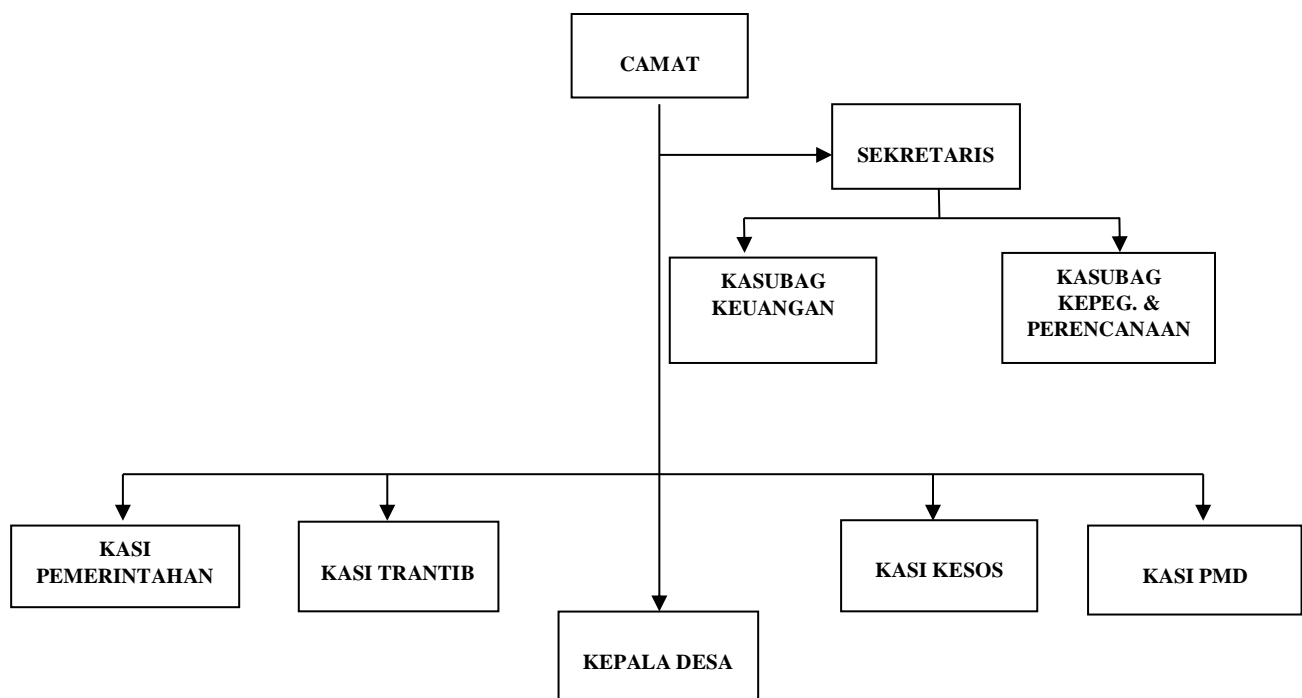 CAMAT
SEKRETARIS
KASUBAG
KEUANGAN
KASUBAG
KEPEG. &
PERENCANAAN
KASI
PEMERINTAHAN
KASI TRANTIB
KASI KESOS
KASI PMD
KEPALA DESA